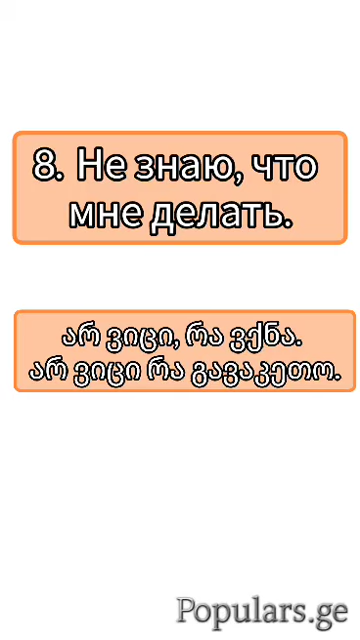 8. Не знаю, что
мне делать.
არ ვიცი, რა ვქნა.
არ ვიცი რა გავაკეთო.
Populars.ge